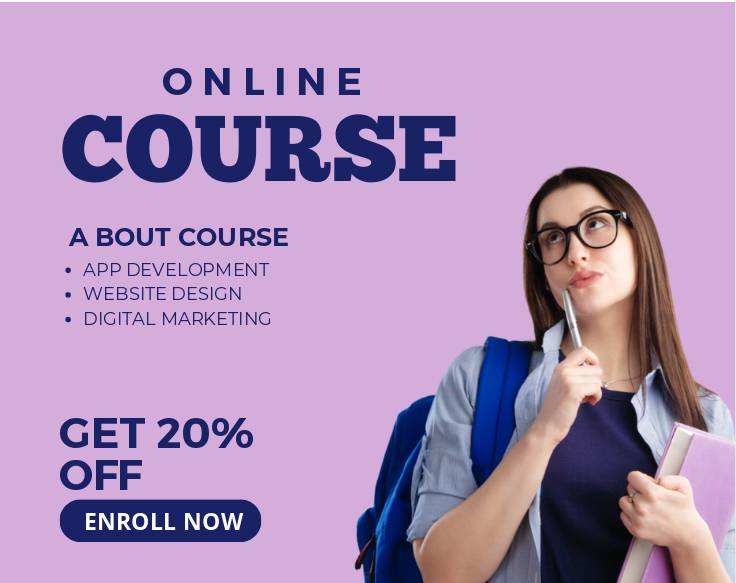 ONLINE
COURSE
A BOUT COURSE
• APP DEVELOPMENT
• WEBSITE DESIGN
• DIGITAL MARKETING
GET 20%
OFF
ENROLL NOW